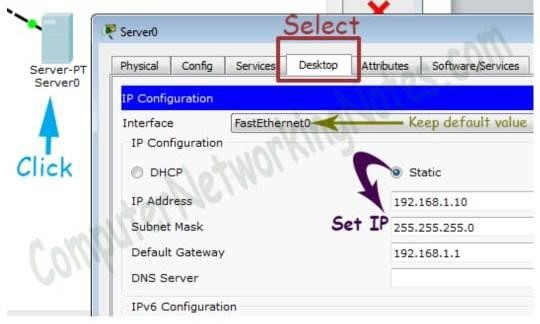 Server0
Select
Physical Config Services Desktop Attributes Software/Services
Server-PT
Server0
Click
IP Configuration
Interface FastEthernet0 Keep default value
IP Configuration
DHCP Static
IP Address 192.168.1.10
Set IP
Subnet Mask 255.255.255.0
Default Gateway 192.168.1.1
DNS Server
IPv6 Configuration
ComputerNetworkingNotes.com